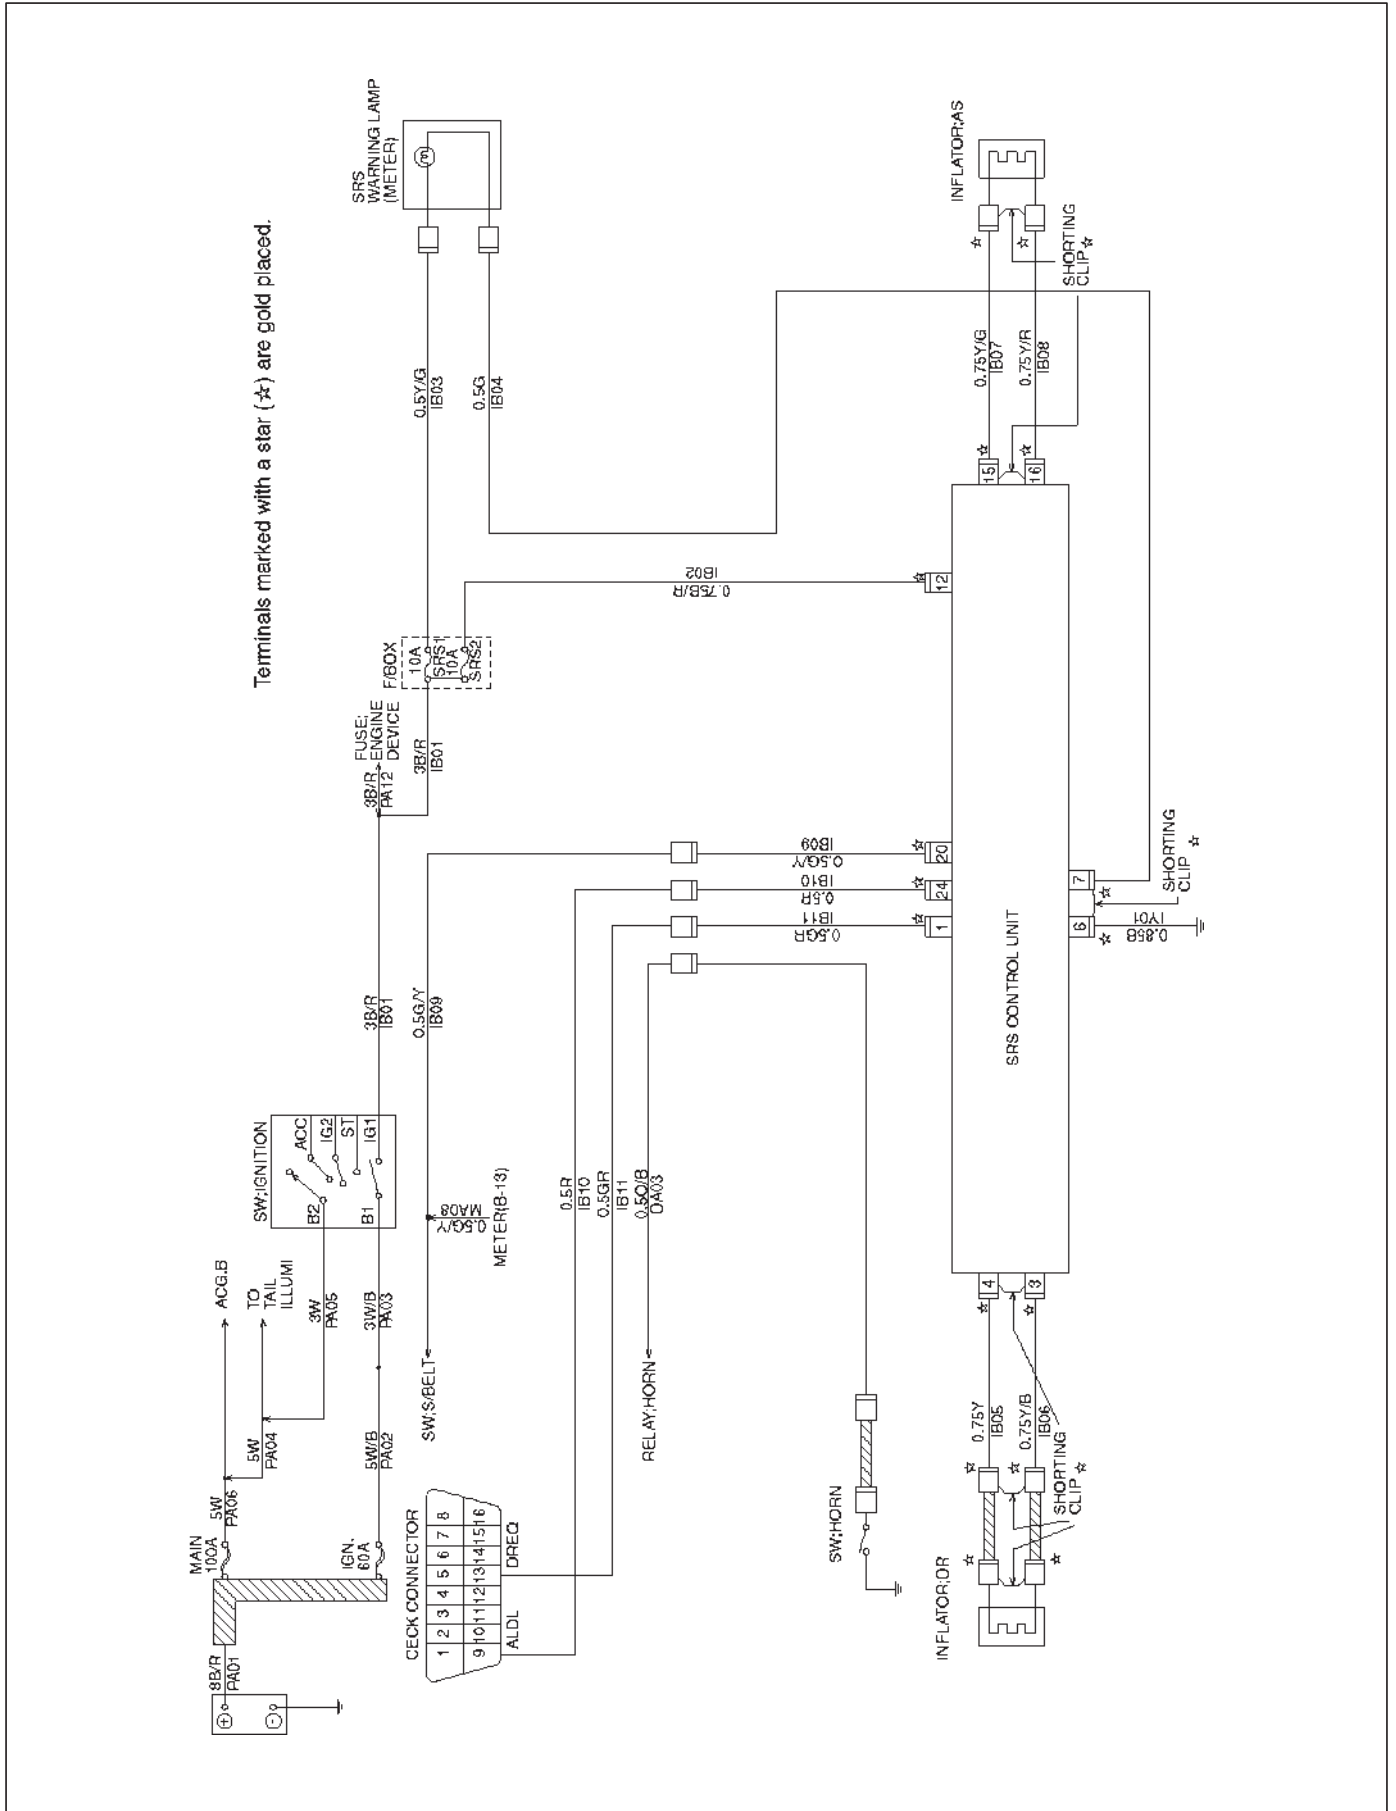 Terminals marked with a star (☆) are gold placed.
SRS
WARNING LAMP
(METER)
0.5Y/G
IB03
0.5G
IB04
INFLATOR;AS
☆
☆
SHORTING
CLIP☆
0.75Y/G
IB07
0.75Y/R
IB08
☆
☆
15
16
0.75B/R
IB02
☆
12
F/BOX
10A
SRS1
10A
SRS2
FUSE;
ENGINE
DEVICE
3B/R
PA12
3B/R
IB01
3B/R
IB01
0.5G/Y
IB09
0.5G/Y
IB09
0.5R
IB10
0.5GR
IB11
☆
20
☆
24
☆
1
7
☆
6
☆
SHORTING
CLIP ☆
0.85B
IY01
SRS CONTROL UNIT
SW;IGNITION
ACC
IG2
ST
IG1
B2
B1
0.5G/Y
MA08
METER(B-13)
0.5R
IB10
0.5GR
IB11
0.5O/B
OA03
ACG.B
TO
TAIL
ILLUMI
3W
PA05
3W/B
PA03
5W
PA04
5W/B
PA02
5W
PA06
MAIN
100A
IGN.
60A
8B/R
PA01
+
-
SW;S/BELT
RELAY;HORN
CECK CONNECTOR
1 2 3 4 5 6 7 8
9 10 11 12 13 14 15 16
ALDL
DREQ
SW;HORN
4
3
☆
☆
0.75Y
IB05
0.75Y/B
IB06
SHORTING
CLIP ☆
☆
☆
☆
☆
INFLATOR;DR